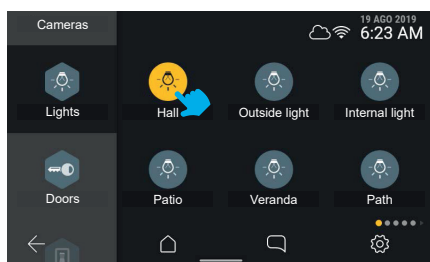 Cameras
19 AGO 2019
6:23 AM
Lights
Hall
Outside light
Internal light
Doors
Patio
Veranda
Path